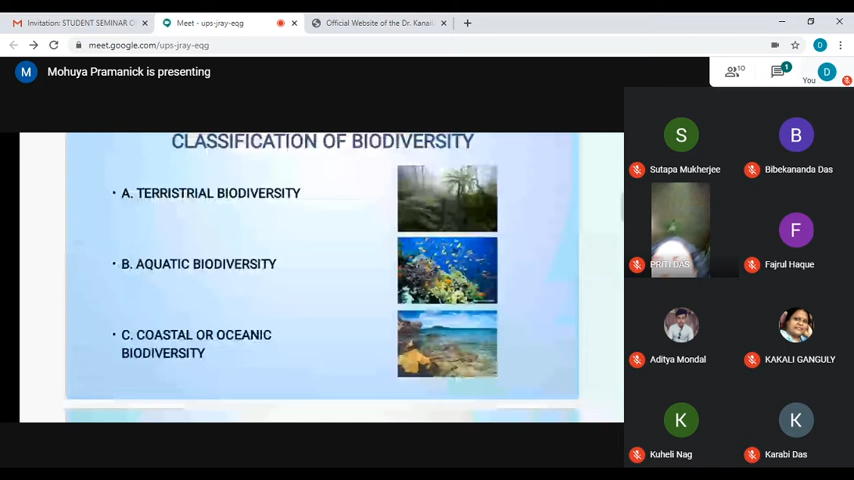 Invitation: STUDENT SEMINAR O
Meet - ups-jray-eqg
Official Website of the Dr. Kanail
meet.google.com/ups-jray-eqg
D
M
Mohuya Pramanick is presenting
10
1
You
D
CLASSIFICATION OF BIODIVERSITY
• A. TERRISTRIAL BIODIVERSITY
• B. AQUATIC BIODIVERSITY
• C. COASTAL OR OCEANIC
BIODIVERSITY
S
B
Sutapa Mukherjee
Bibekananda Das
F
PRITI DAS
Fajrul Haque
Aditya Mondal
KAKALI GANGULY
K
K
Kuheli Nag
Karabi Das